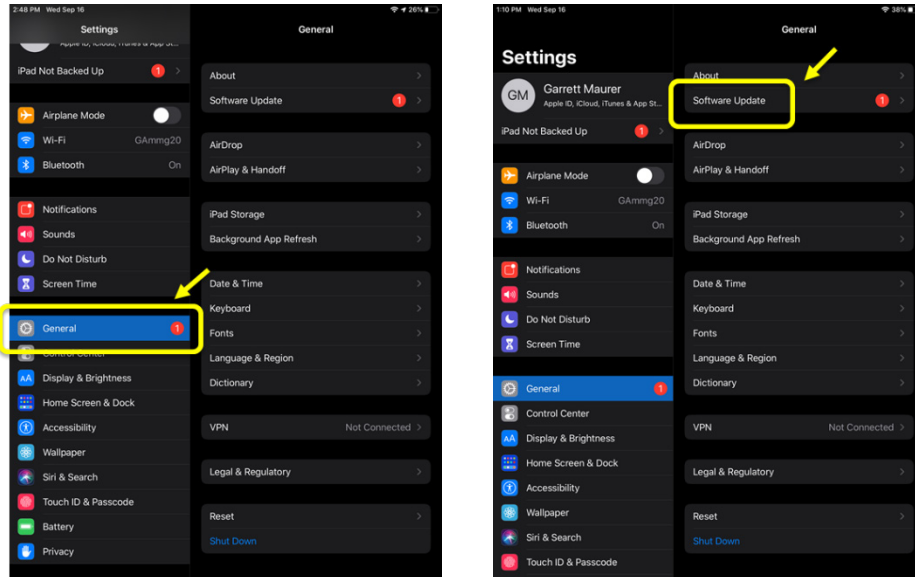 2:48 PM Wed Sep 16
26%
Settings
Apple ID, iCloud, iTunes & App St...
iPad Not Backed Up 1
Airplane Mode
Wi-Fi GAmmg20
Bluetooth On
Notifications
Sounds
Do Not Disturb
Screen Time
General 1
Control Center
AA Display & Brightness
Home Screen & Dock
Accessibility
Wallpaper
Siri & Search
Touch ID & Passcode
Battery
Privacy
General
About
Software Update 1
AirDrop
AirPlay & Handoff
iPad Storage
Background App Refresh
Date & Time
Keyboard
Fonts
Language & Region
Dictionary
VPN Not Connected
Legal & Regulatory
Reset
Shut Down
1:10 PM Wed Sep 16
38%
Settings
GM Garrett Maurer
Apple ID, iCloud, iTunes & App St...
iPad Not Backed Up 1
Airplane Mode
Wi-Fi GAmmg20
Bluetooth On
Notifications
Sounds
Do Not Disturb
Screen Time
General 1
Control Center
AA Display & Brightness
Home Screen & Dock
Accessibility
Wallpaper
Siri & Search
Touch ID & Passcode
General
About
Software Update 1
AirDrop
AirPlay & Handoff
iPad Storage
Background App Refresh
Date & Time
Keyboard
Fonts
Language & Region
Dictionary
VPN Not Connected
Legal & Regulatory
Reset
Shut Down